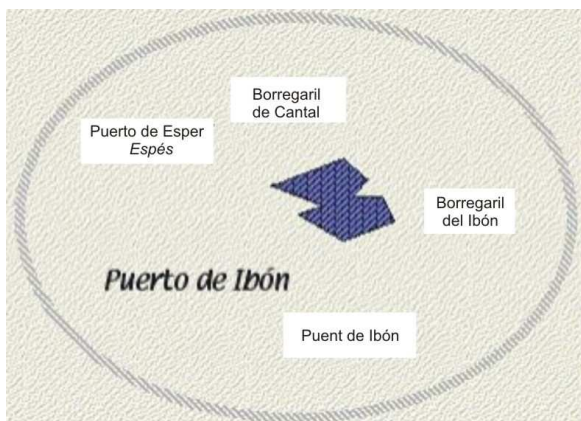 Borregaril
de Cantal
Puerto de Esper
Espés
Borregaril
del Ibón
Puerto de Ibón
Puent de Ibón